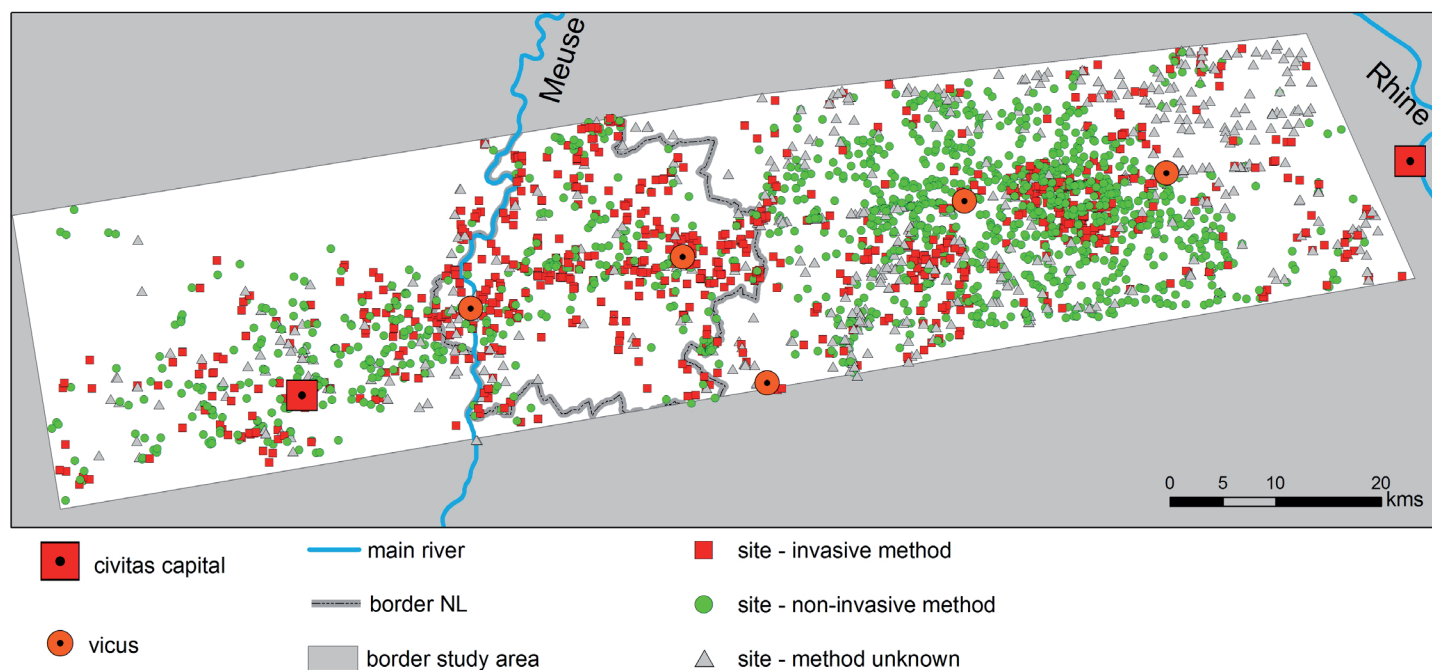 Meuse
Rhine
0 5 10 20
kms
civitas capital
main river
site - invasive method
border NL
site - non-invasive method
vicus
border study area
site - method unknown